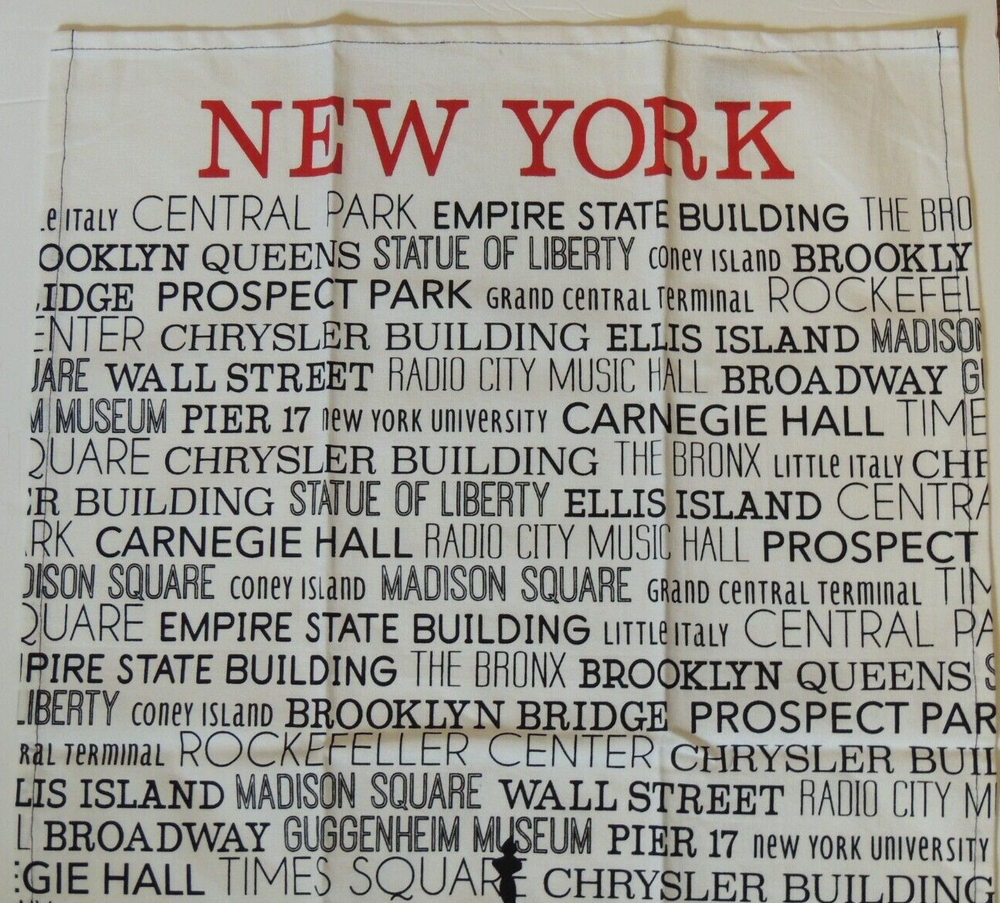 NEW YORK
LE ITALY CENTRAL PARK EMPIRE STATE BUILDING THE BRO
OOKLYN QUEENS STATUE OF LIBERTY CONEY ISLAND BROOKLY
IDGE PROSPECT PARK GRAND CENTRAL TERMINAL ROCKEFEL
ENTER CHRYSLER BUILDING ELLIS ISLAND MADISON
UARE WALL STREET RADIO CITY MUSIC HALL BROADWAY GU
M MUSEUM PIER 17 NEW YORK UNIVERSITY CARNEGIE HALL TIME
QUARE CHRYSLER BUILDING THE BRONX LITTLE ITALY CHR
R BUILDING STATUE OF LIBERTY ELLIS ISLAND CENTRA
RK CARNEGIE HALL RADIO CITY MUSIC HALL PROSPECT
DISON SQUARE CONEY ISLAND MADISON SQUARE GRAND CENTRAL TERMINAL TIM
QUARE EMPIRE STATE BUILDING LITTLE ITALY CENTRAL PA
PIRE STATE BUILDING THE BRONX BROOKLYN QUEENS S
LIBERTY CONEY ISLAND BROOKLYN BRIDGE PROSPECT PAR
RAL TERMINAL ROCKEFELLER CENTER CHRYSLER BUIL
LIS ISLAND MADISON SQUARE WALL STREET RADIO CITY M
L BROADWAY GUGGENHEIM MUSEUM PIER 17 NEW YORK UNIVERSITY
GIE HALL TIMES SQUARE CHRYSLER BUILDING